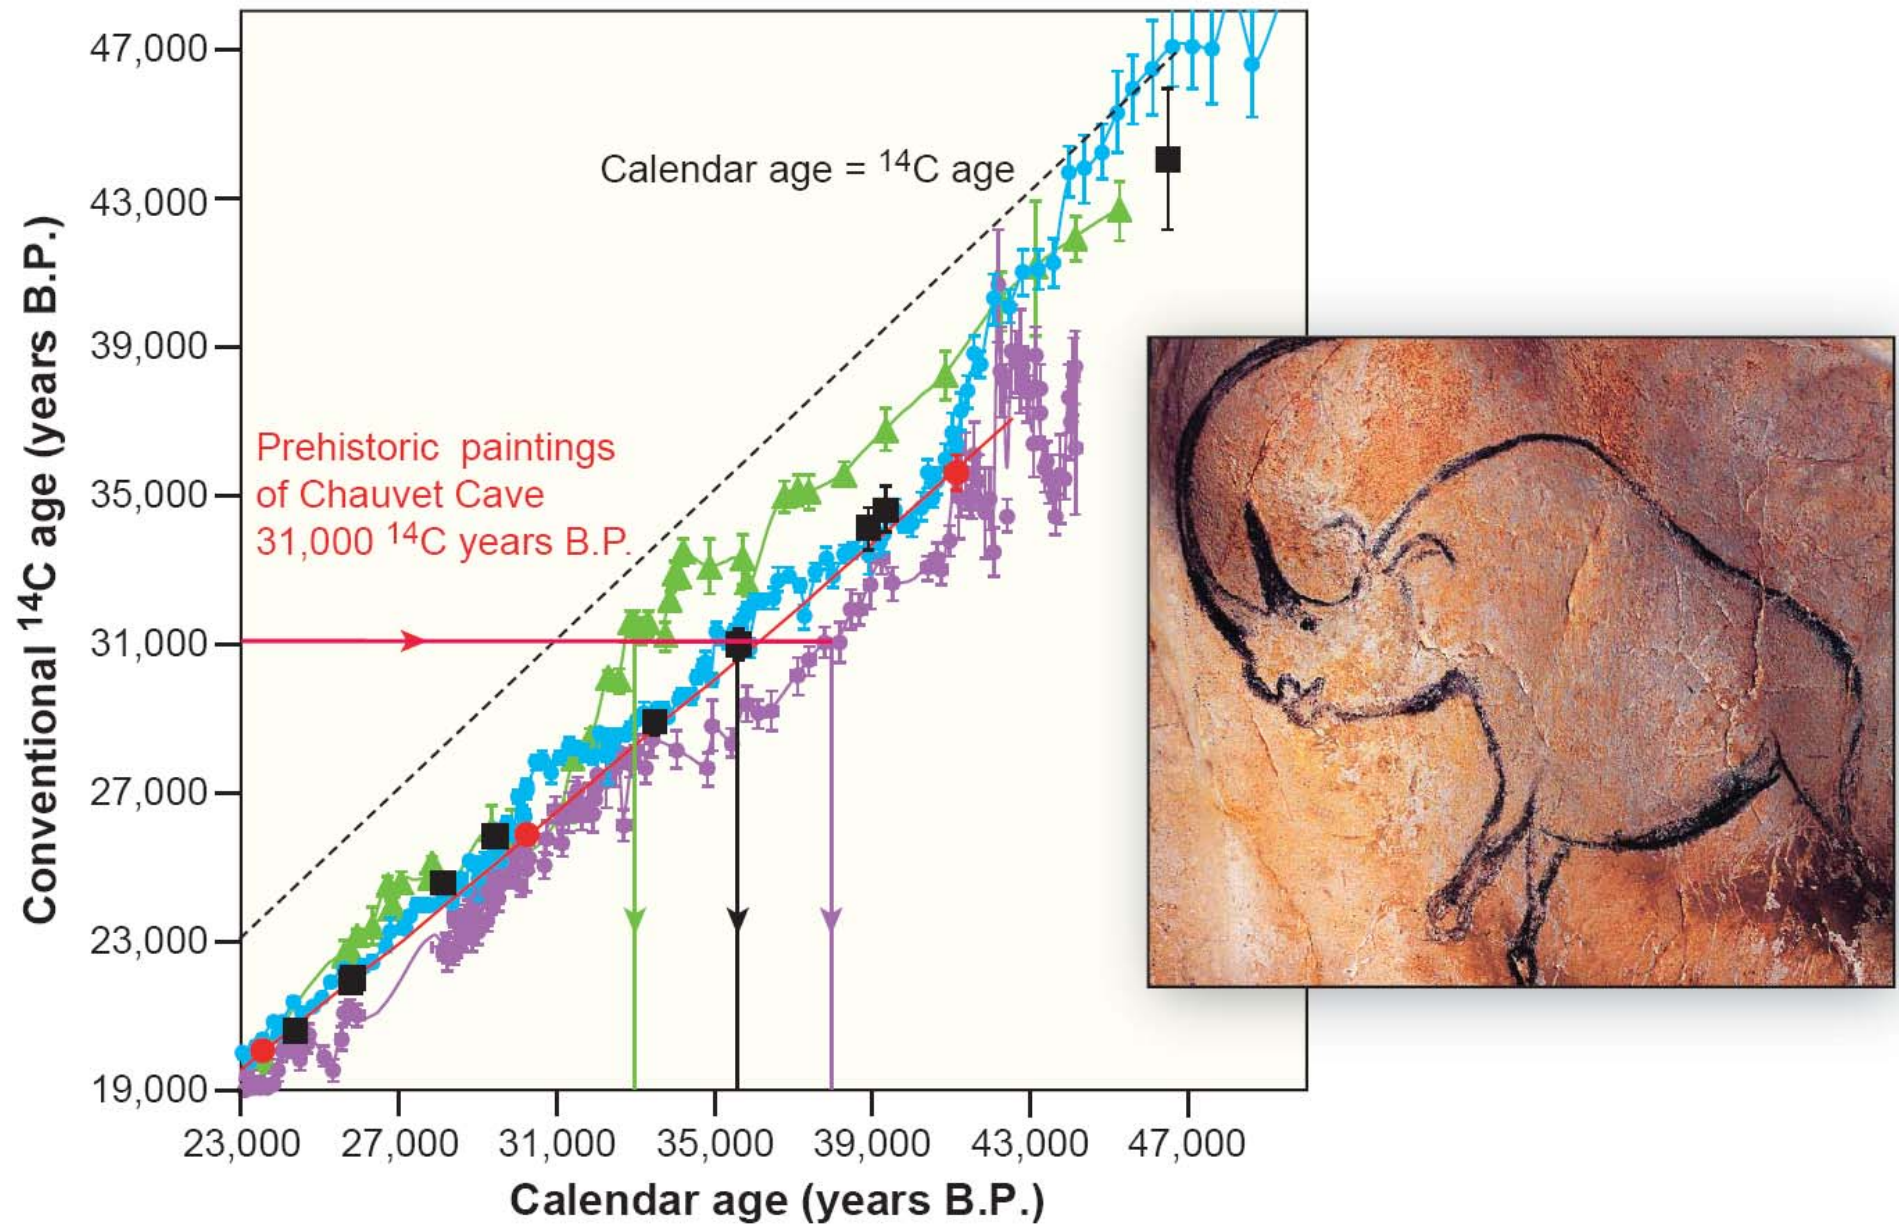 47,000
43,000
39,000
35,000
31,000
27,000
23,000
19,000
Conventional ¹⁴C age (years B.P.)
Calendar age = ¹⁴C age
Prehistoric paintings
of Chauvet Cave
31,000 ¹⁴C years B.P.
23,000 27,000 31,000 35,000 39,000 43,000 47,000
Calendar age (years B.P.)